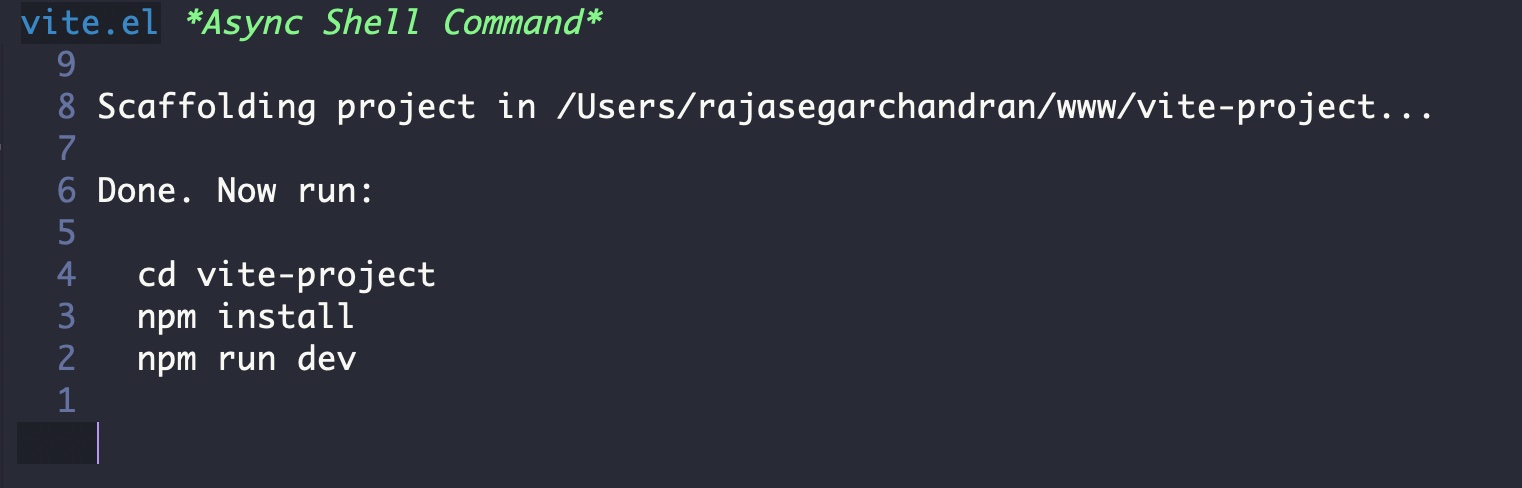 vite.el *Async Shell Command*
9
8 Scaffolding project in /Users/rajasegarchandran/www/vite-project...
7
6 Done. Now run:
5
4 cd vite-project
3 npm install
2 npm run dev
1